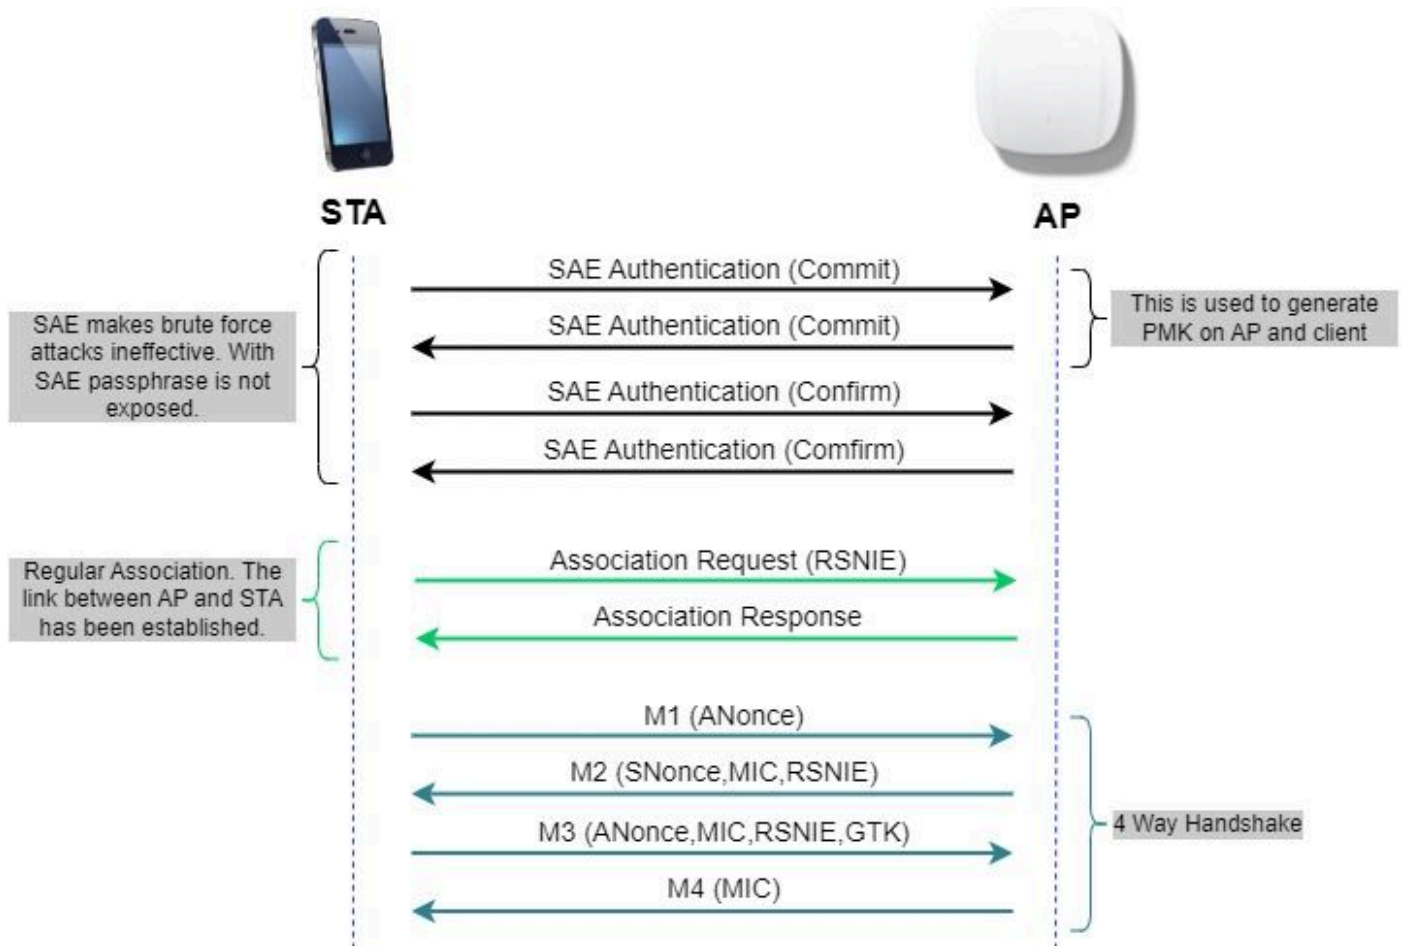 STA
AP
SAE Authentication (Commit)
SAE Authentication (Commit)
SAE Authentication (Confirm)
SAE Authentication (Comfirm)
SAE makes brute force
attacks ineffective. With
SAE passphrase is not
exposed.
This is used to generate
PMK on AP and client
Association Request (RSNIE)
Association Response
Regular Association. The
link between AP and STA
has been established.
M1 (ANonce)
M2 (SNonce,MIC,RSNIE)
M3 (ANonce,MIC,RSNIE,GTK)
M4 (MIC)
4 Way Handshake